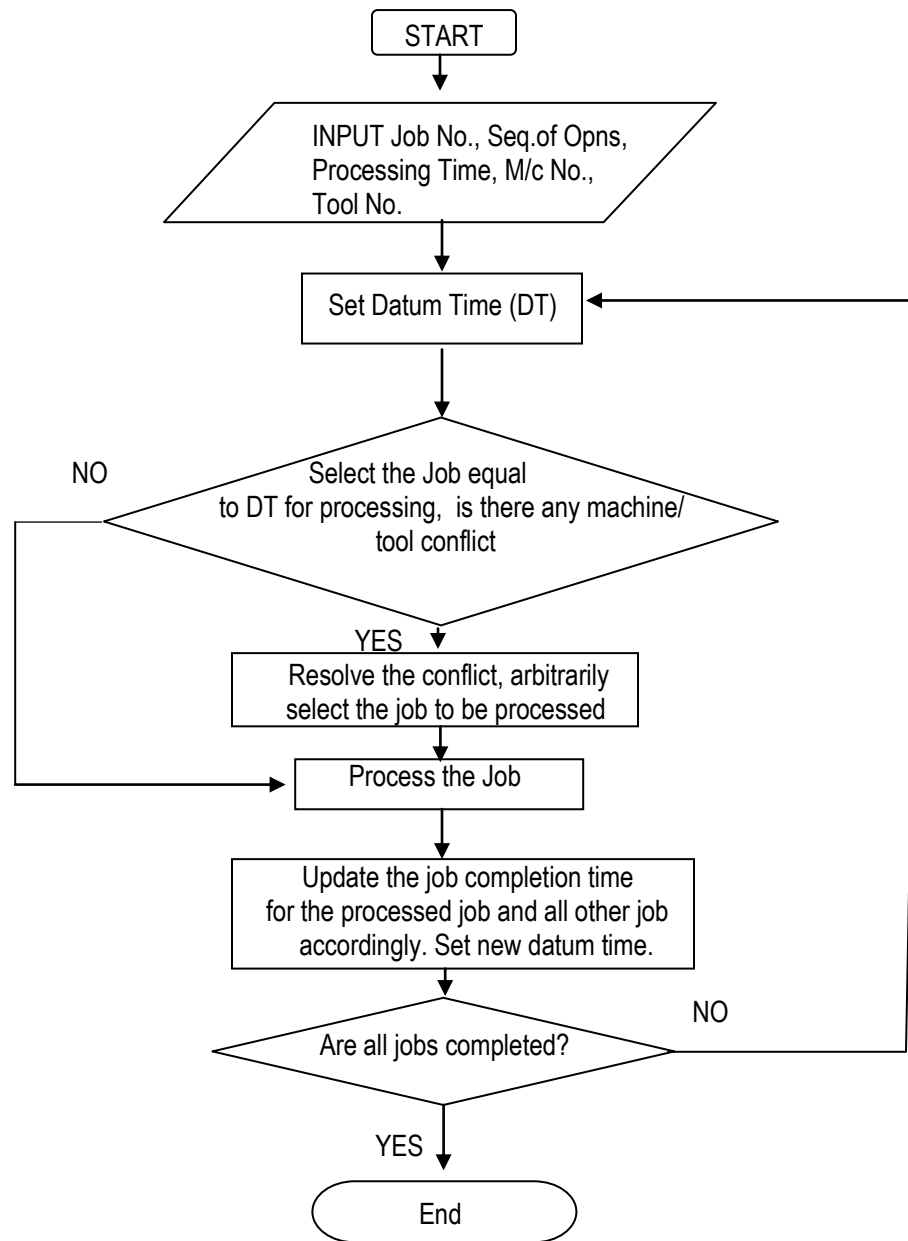 START
INPUT Job No., Seq.of Opns,
Processing Time, M/c No.,
Tool No.
Set Datum Time (DT)
NO
Select the Job equal
to DT for processing, is there any machine/
tool conflict
YES
Resolve the conflict, arbitrarily
select the job to be processed
Process the Job
Update the job completion time
for the processed job and all other job
accordingly. Set new datum time.
NO
Are all jobs completed?
YES
End